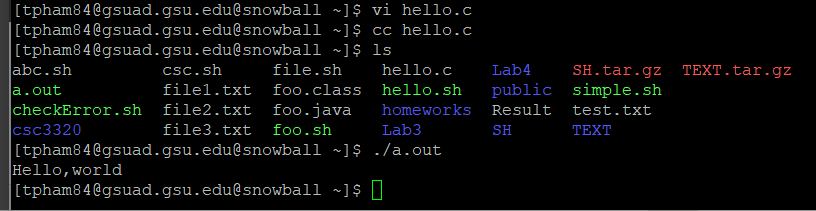 [tpham84@gsuad.gsu.edu@snowball ~]$ vi hello.c
[tpham84@gsuad.gsu.edu@snowball ~]$ cc hello.c
[tpham84@gsuad.gsu.edu@snowball ~]$ ls
abc.sh csc.sh file.sh hello.c Lab4 SH.tar.gz TEXT.tar.gz
a.out file1.txt foo.class hello.sh public simple.sh
checkError.sh file2.txt foo.java homeworks Result test.txt
csc3320 file3.txt foo.sh Lab3 SH TEXT
[tpham84@gsuad.gsu.edu@snowball ~]$ ./a.out
Hello,world
[tpham84@gsuad.gsu.edu@snowball ~]$